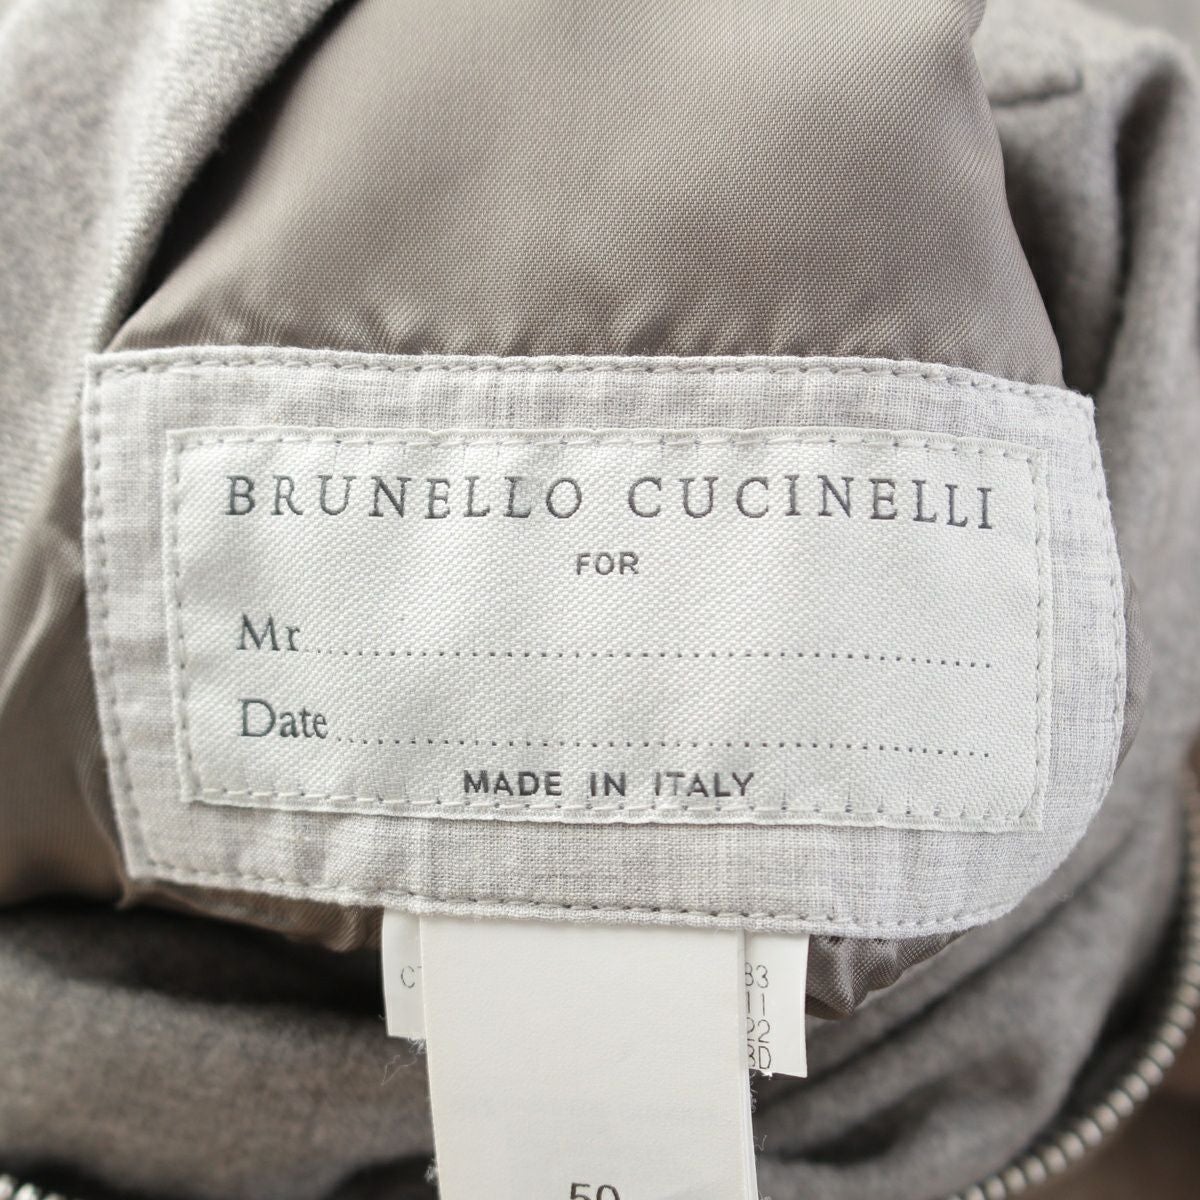 BRUNELLO CUCINELLI
FOR
Mr
Date
MADE IN ITALY
50